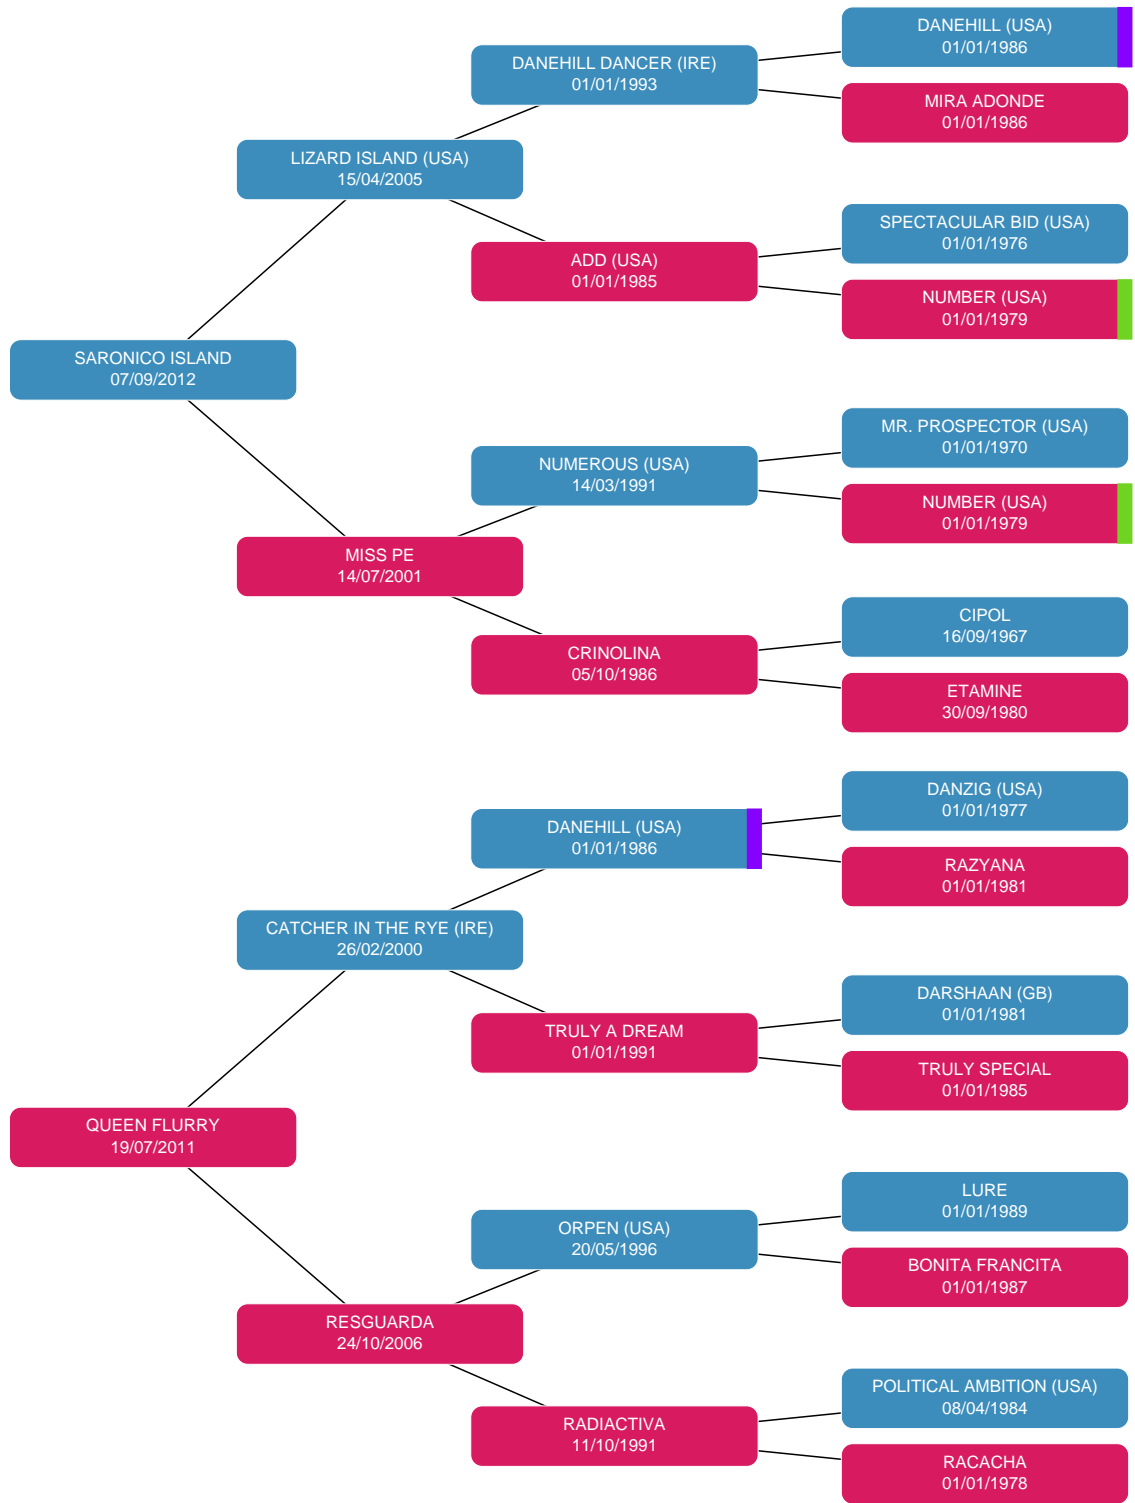 DANEHILL (USA)
01/01/1986
DANEHILL DANCER (IRE)
01/01/1993
MIRA ADONDE
01/01/1986
LIZARD ISLAND (USA)
15/04/2005
SPECTACULAR BID (USA)
01/01/1976
ADD (USA)
01/01/1985
NUMBER (USA)
01/01/1979
SARONICO ISLAND
07/09/2012
MR. PROSPECTOR (USA)
01/01/1970
NUMEROUS (USA)
14/03/1991
NUMBER (USA)
01/01/1979
MISS PE
14/07/2001
CIPOL
16/09/1967
CRINOLINA
05/10/1986
ETAMINE
30/09/1980
DANZIG (USA)
01/01/1977
DANEHILL (USA)
01/01/1986
RAZYANA
01/01/1981
CATCHER IN THE RYE (IRE)
26/02/2000
DARSHAAN (GB)
01/01/1981
TRULY A DREAM
01/01/1991
TRULY SPECIAL
01/01/1985
QUEEN FLURRY
19/07/2011
LURE
01/01/1989
ORPEN (USA)
20/05/1996
BONITA FRANCITA
01/01/1987
RESGUARDA
24/10/2006
POLITICAL AMBITION (USA)
08/04/1984
RADIACTIVA
11/10/1991
RACACHA
01/01/1978